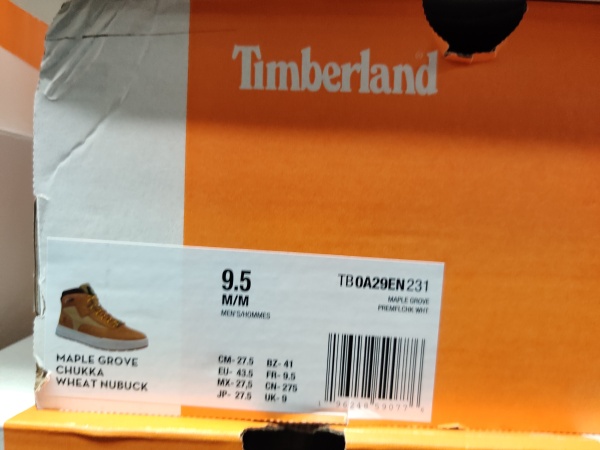 Timberland
9.5
M/M
MEN'S/HOMMES
TB0A29EN231
MAPLE GROVE
PREMFLCHK WHT
MAPLE GROVE
CHUKKA
WHEAT NUBUCK
CM- 27.5 BZ- 41
EU- 43.5 FR- 9.5
MX- 27,5 CN- 275
JP- 27.5 UK- 9